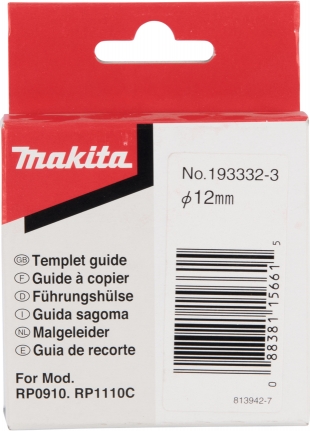 makita
No.193332-3
φ12mm
GB Templet guide
F Guide à copier
D Führungshülse
I Guida sagoma
NL Malgeleider
E Guia de recorte
For Mod.
RP0910. RP1110C
0 88381 15661 5
813942-7